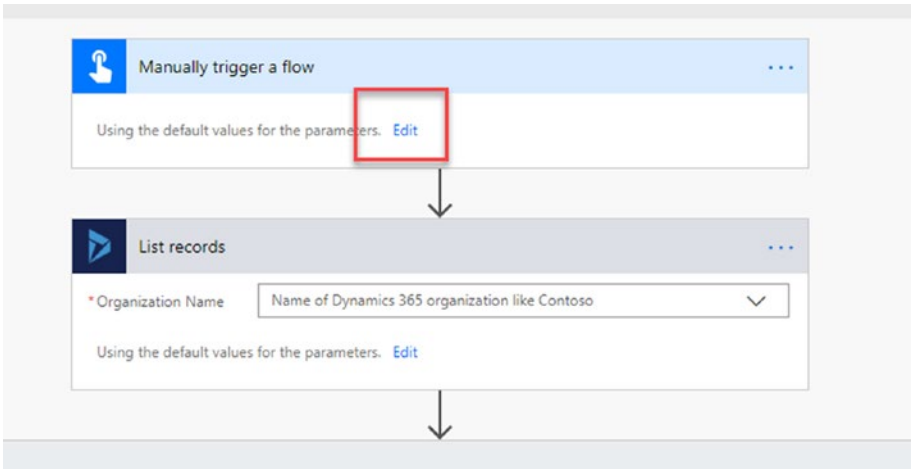 Manually trigger a flow
Using the default values for the parameters. Edit
List records
* Organization Name Name of Dynamics 365 organization like Contoso
Using the default values for the parameters. Edit